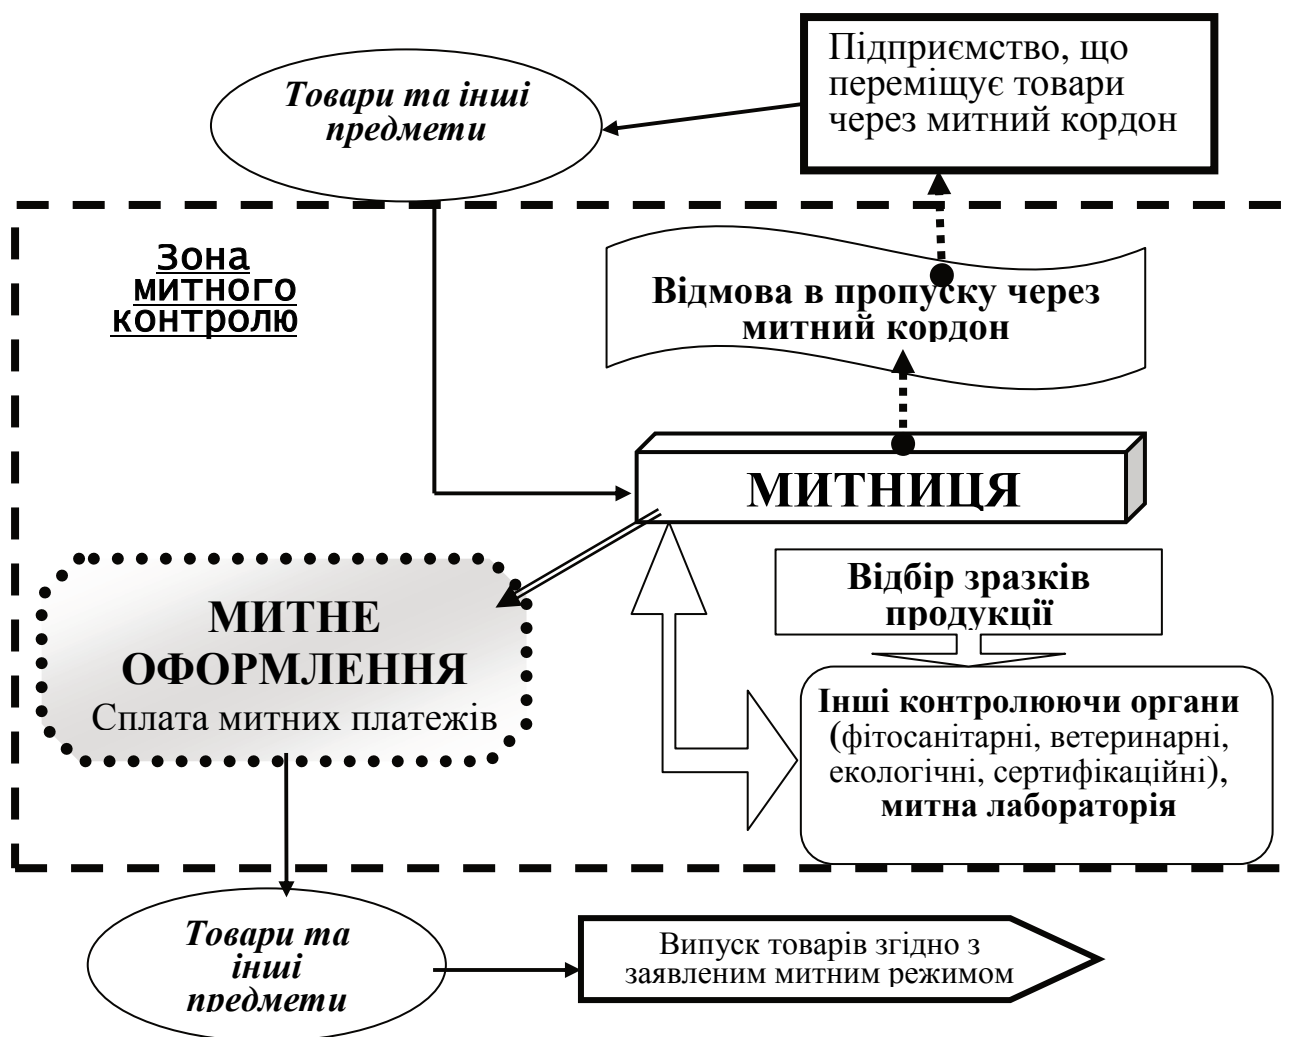 Підприємство, що
переміщує товари
через митний кордон
Товари та інші
предмети
Зона
митного
контролю
Відмова в пропуску через
митний кордон
МИТНИЦЯ
Відбір зразків
продукції
МИТНЕ
ОФОРМЛЕННЯ
Сплата митних платежів
Інші контролюючи органи
(фітосанітарні, ветеринарні,
екологічні, сертифікаційні),
митна лабораторія
Товари та
інші
предмети
Випуск товарів згідно з
заявленим митним режимом